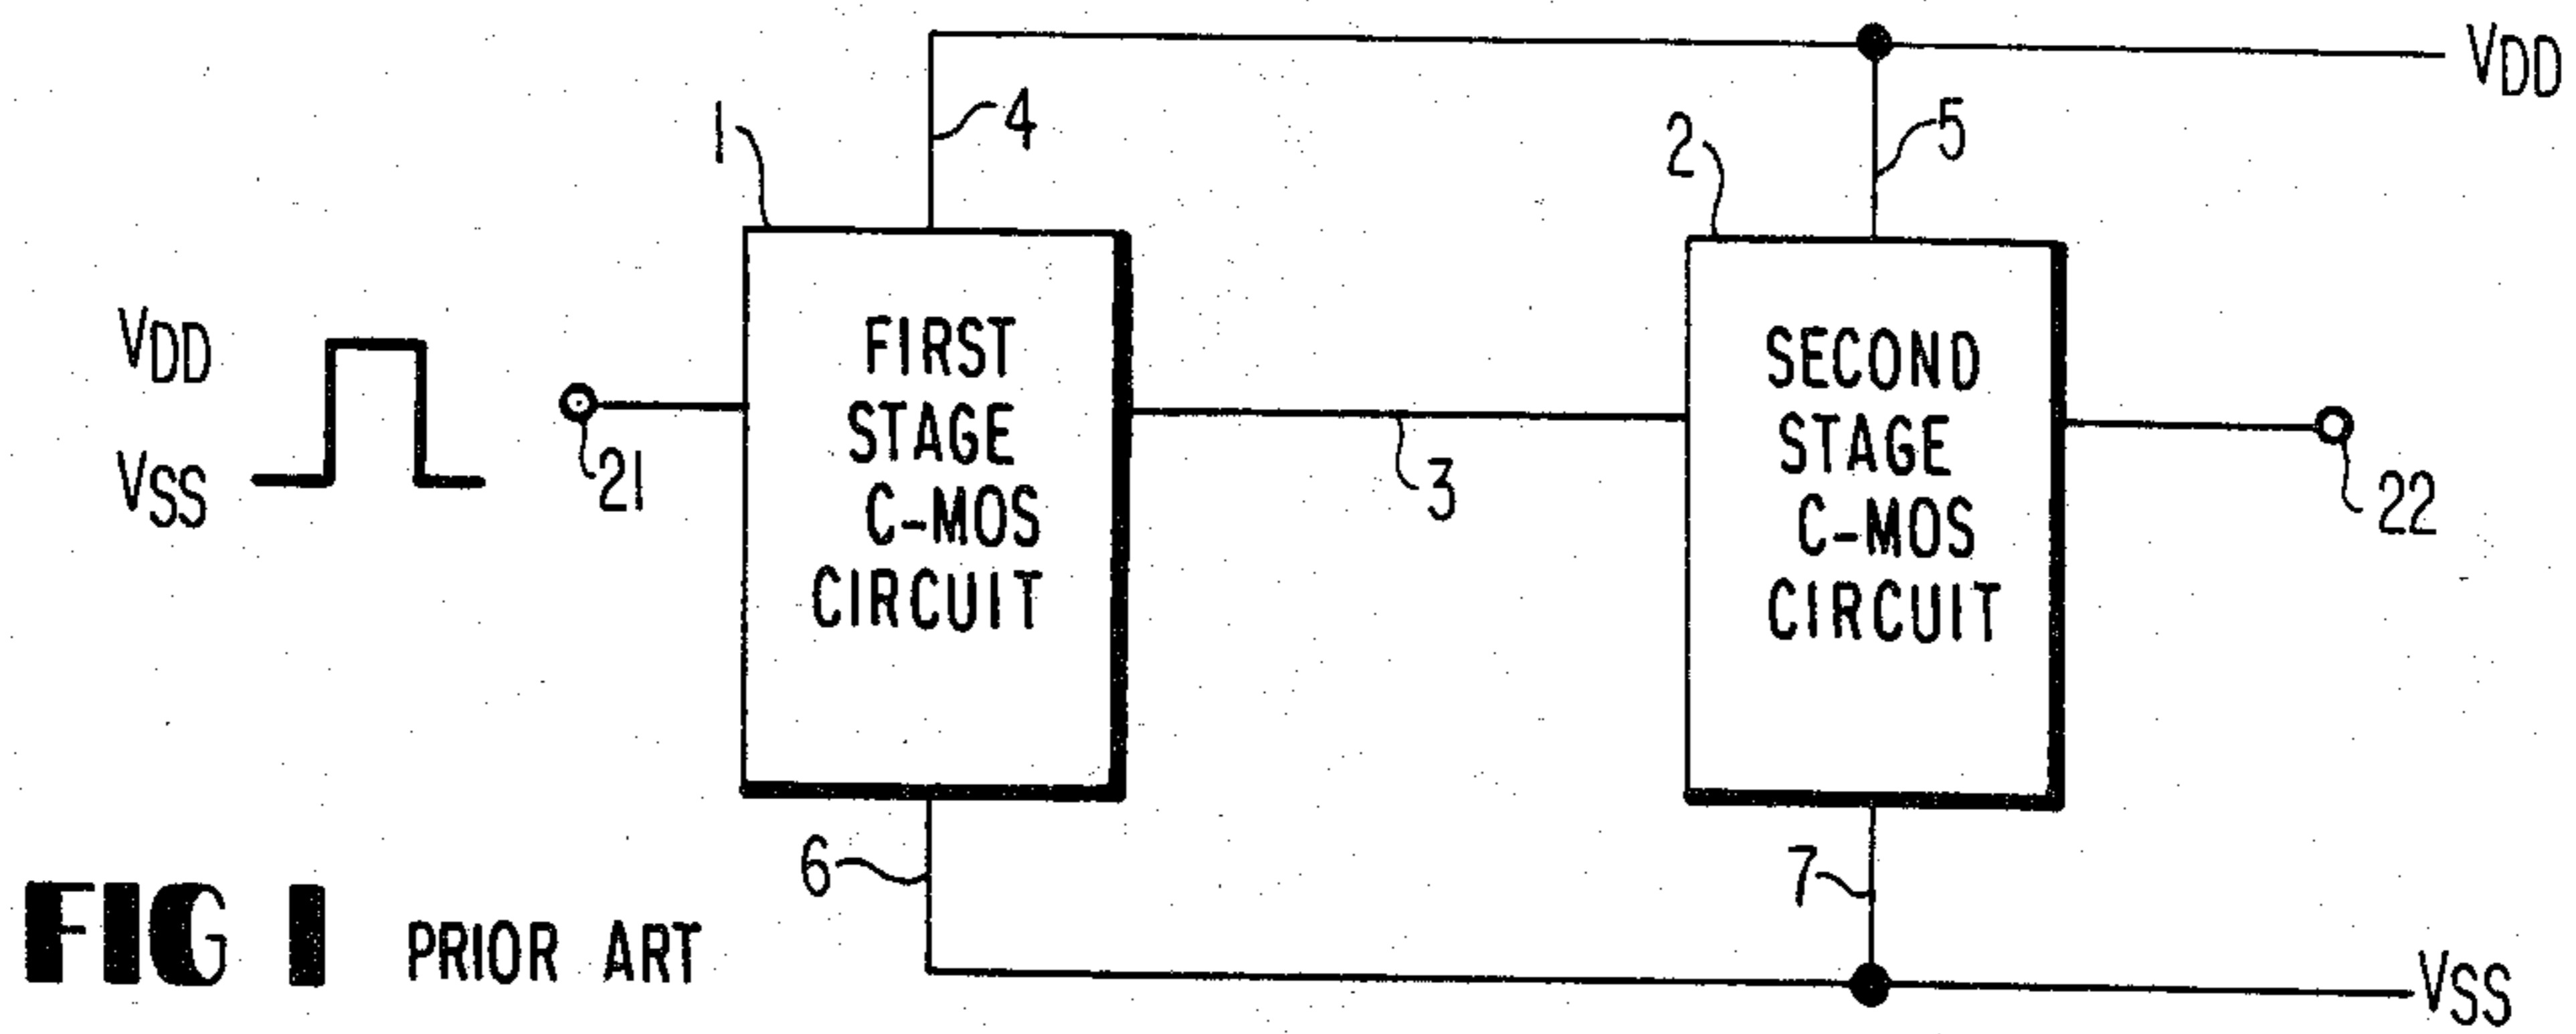 VDD
4
1
5
2
VDD
VSS
21
FIRST
STAGE
C-MOS
CIRCUIT
3
SECOND
STAGE
C-MOS
CIRCUIT
22
6
7
FIG 1 PRIOR ART
VSS